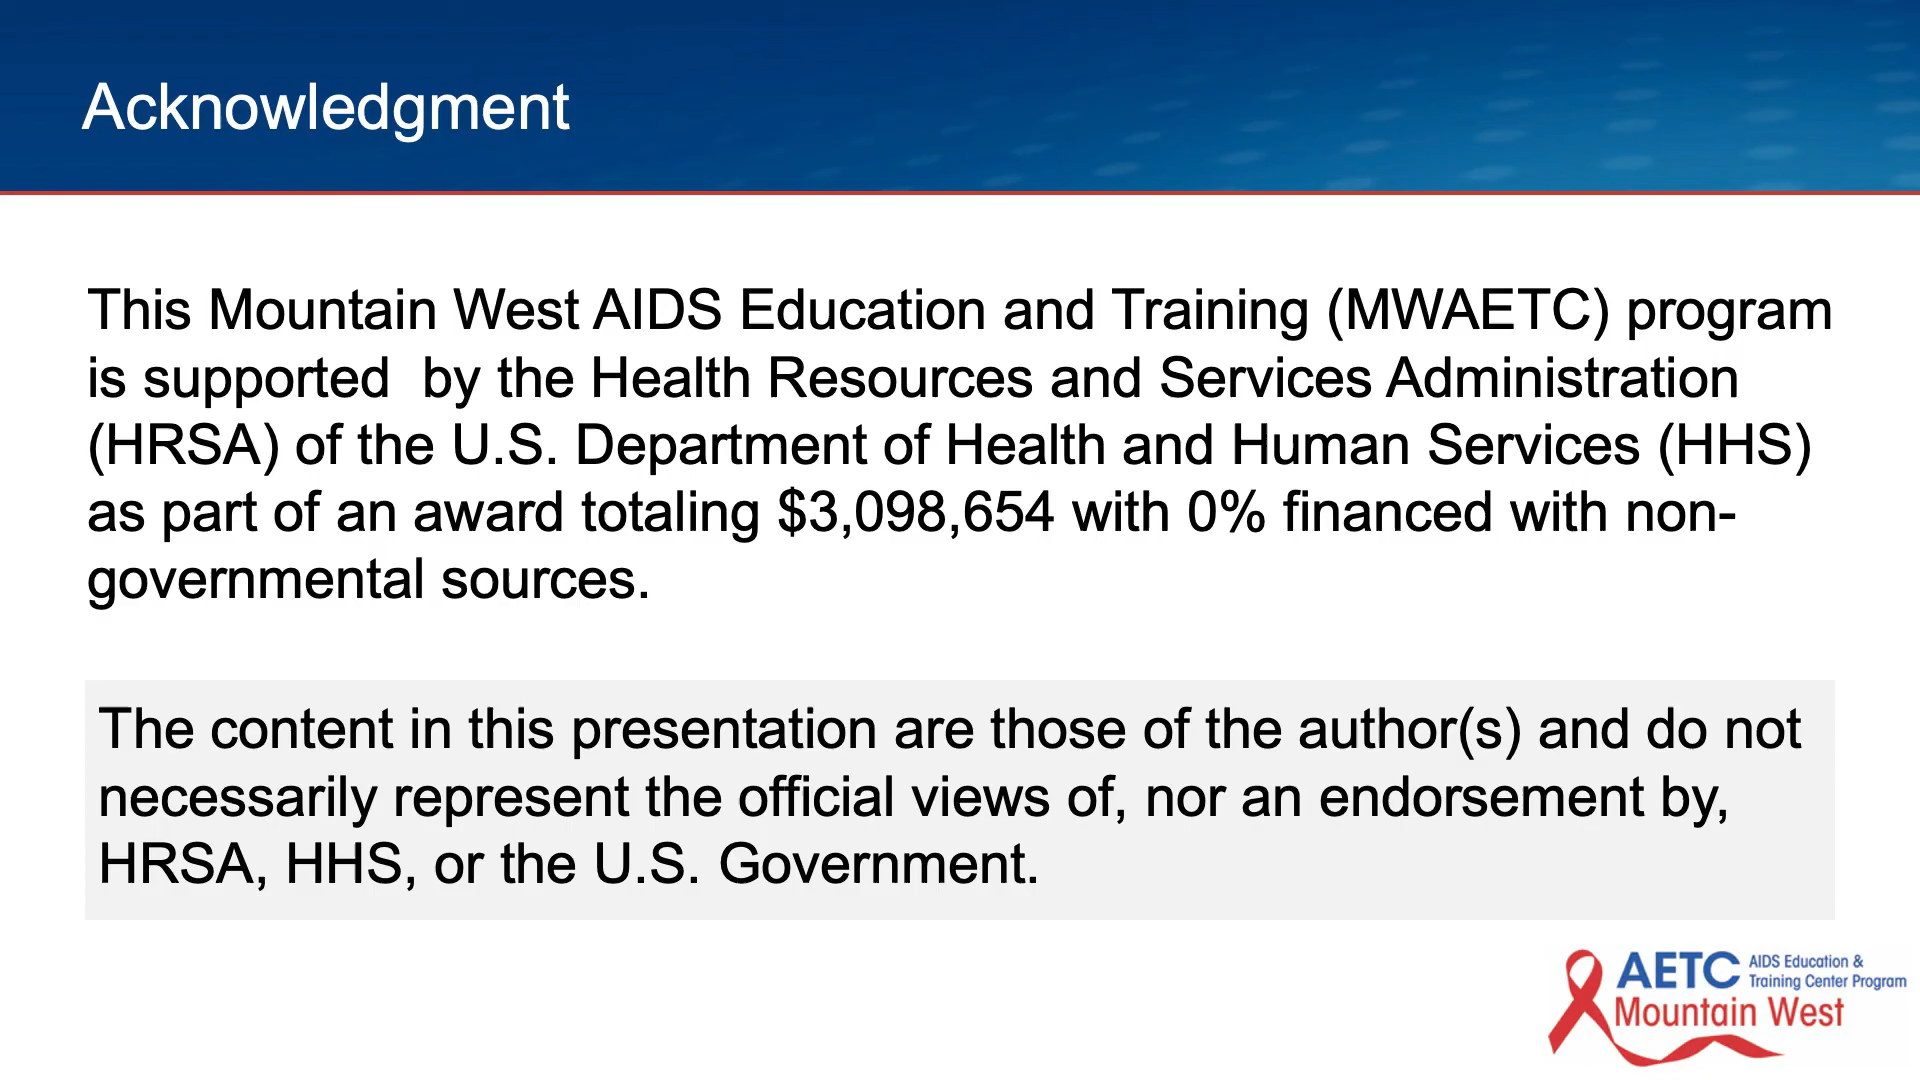 Acknowledgment
This Mountain West AIDS Education and Training (MWAETC) program
is supported  by the Health Resources and Services Administration
(HRSA) of the U.S. Department of Health and Human Services (HHS)
as part of an award totaling $3,098,654 with 0% financed with non-
governmental sources.
The content in this presentation are those of the author(s) and do not
necessarily represent the official views of, nor an endorsement by,
HRSA, HHS, or the U.S. Government.
AETC AIDS Education &
Training Center Program
Mountain West